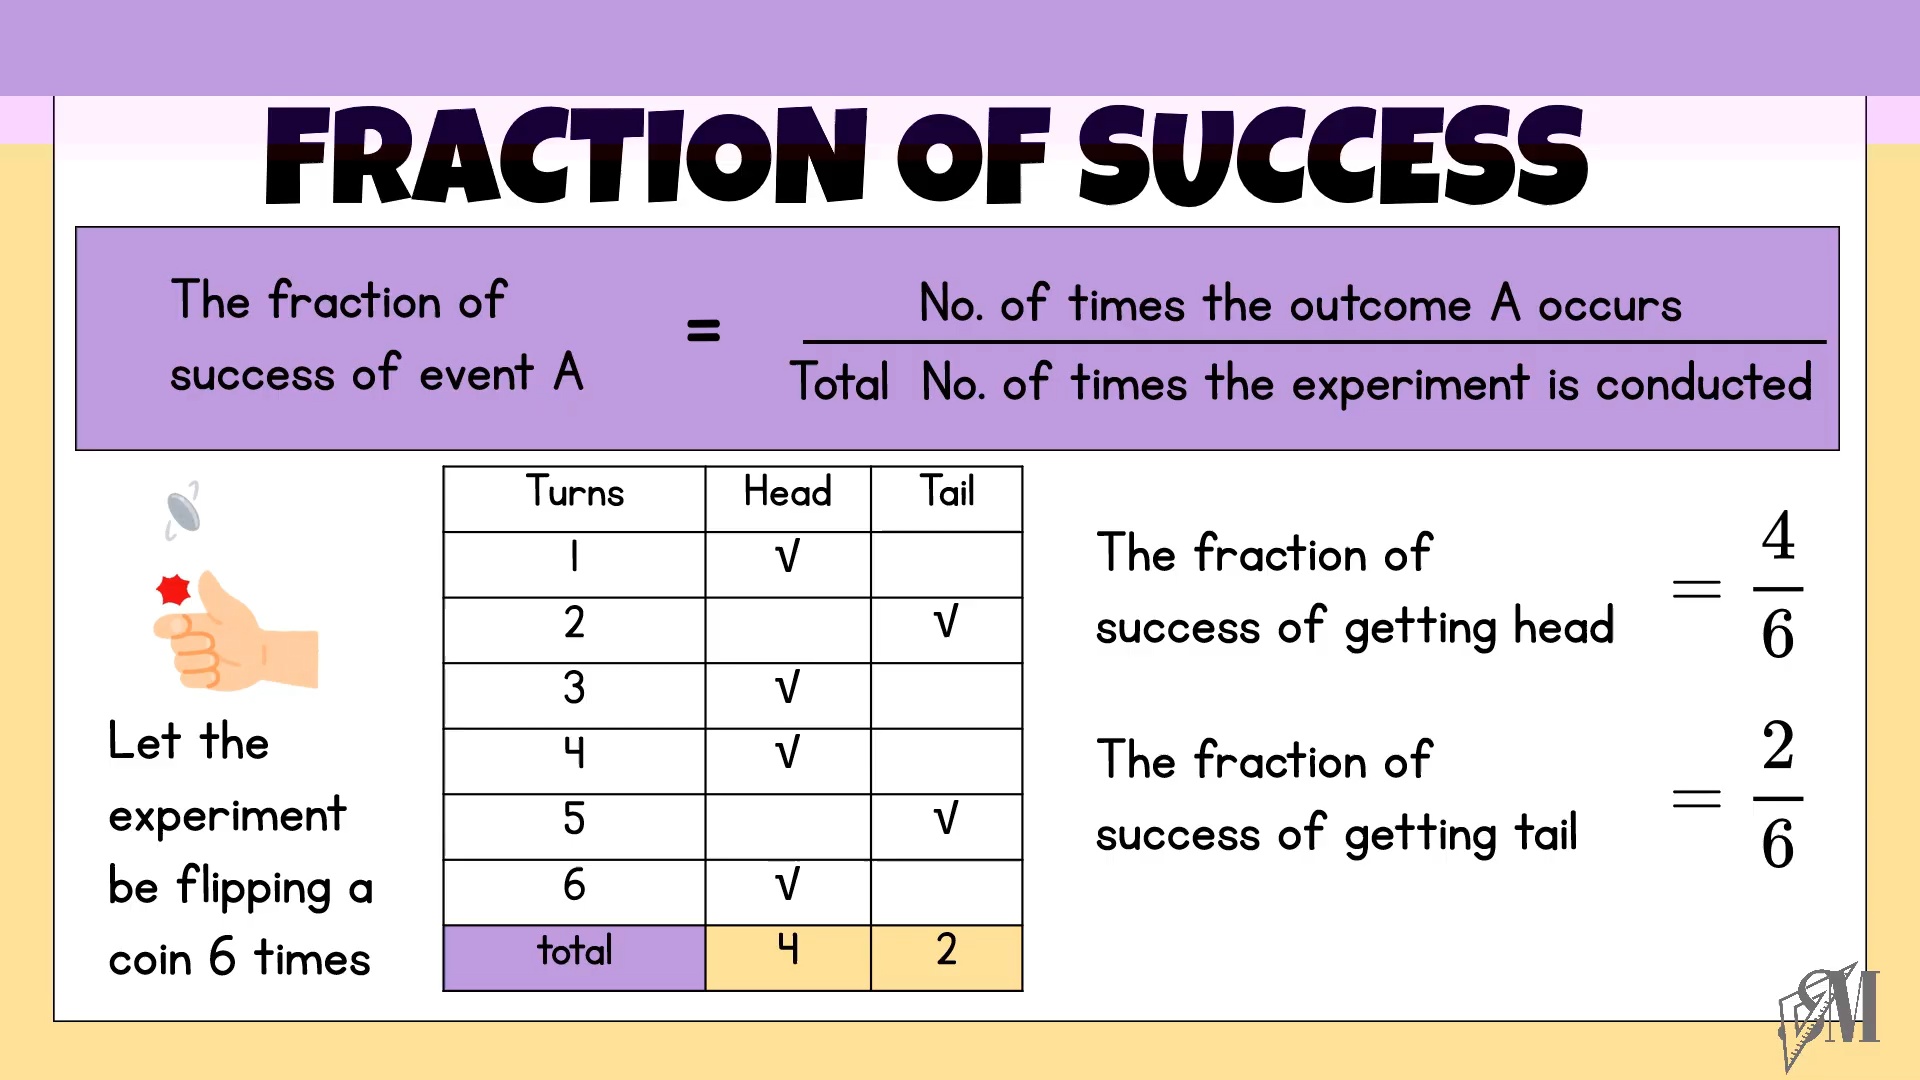 FRACTION OF SUCCESS
The fraction of
success of event A
=
No. of times the outcome A occurs
Total No. of times the experiment is conducted
Let the
experiment
be flipping a
coin 6 times
Turns Head Tail
1 √
2 √
3 √
4 √
5 √
6 √
total 4 2
The fraction of
success of getting head
= 4/6
The fraction of
success of getting tail
= 2/6
SM